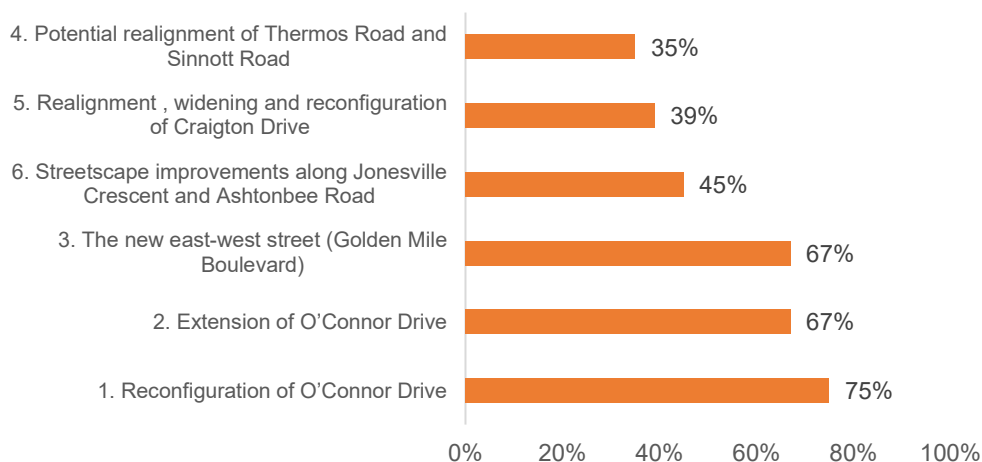 4. Potential realignment of Thermos Road and
Sinnott Road
35%
5. Realignment , widening and reconfiguration
of Craigton Drive
39%
6. Streetscape improvements along Jonesville
Crescent and Ashtonbee Road
45%
3. The new east-west street (Golden Mile
Boulevard)
67%
2. Extension of O’Connor Drive
67%
1. Reconfiguration of O’Connor Drive
75%
0% 20% 40% 60% 80% 100%